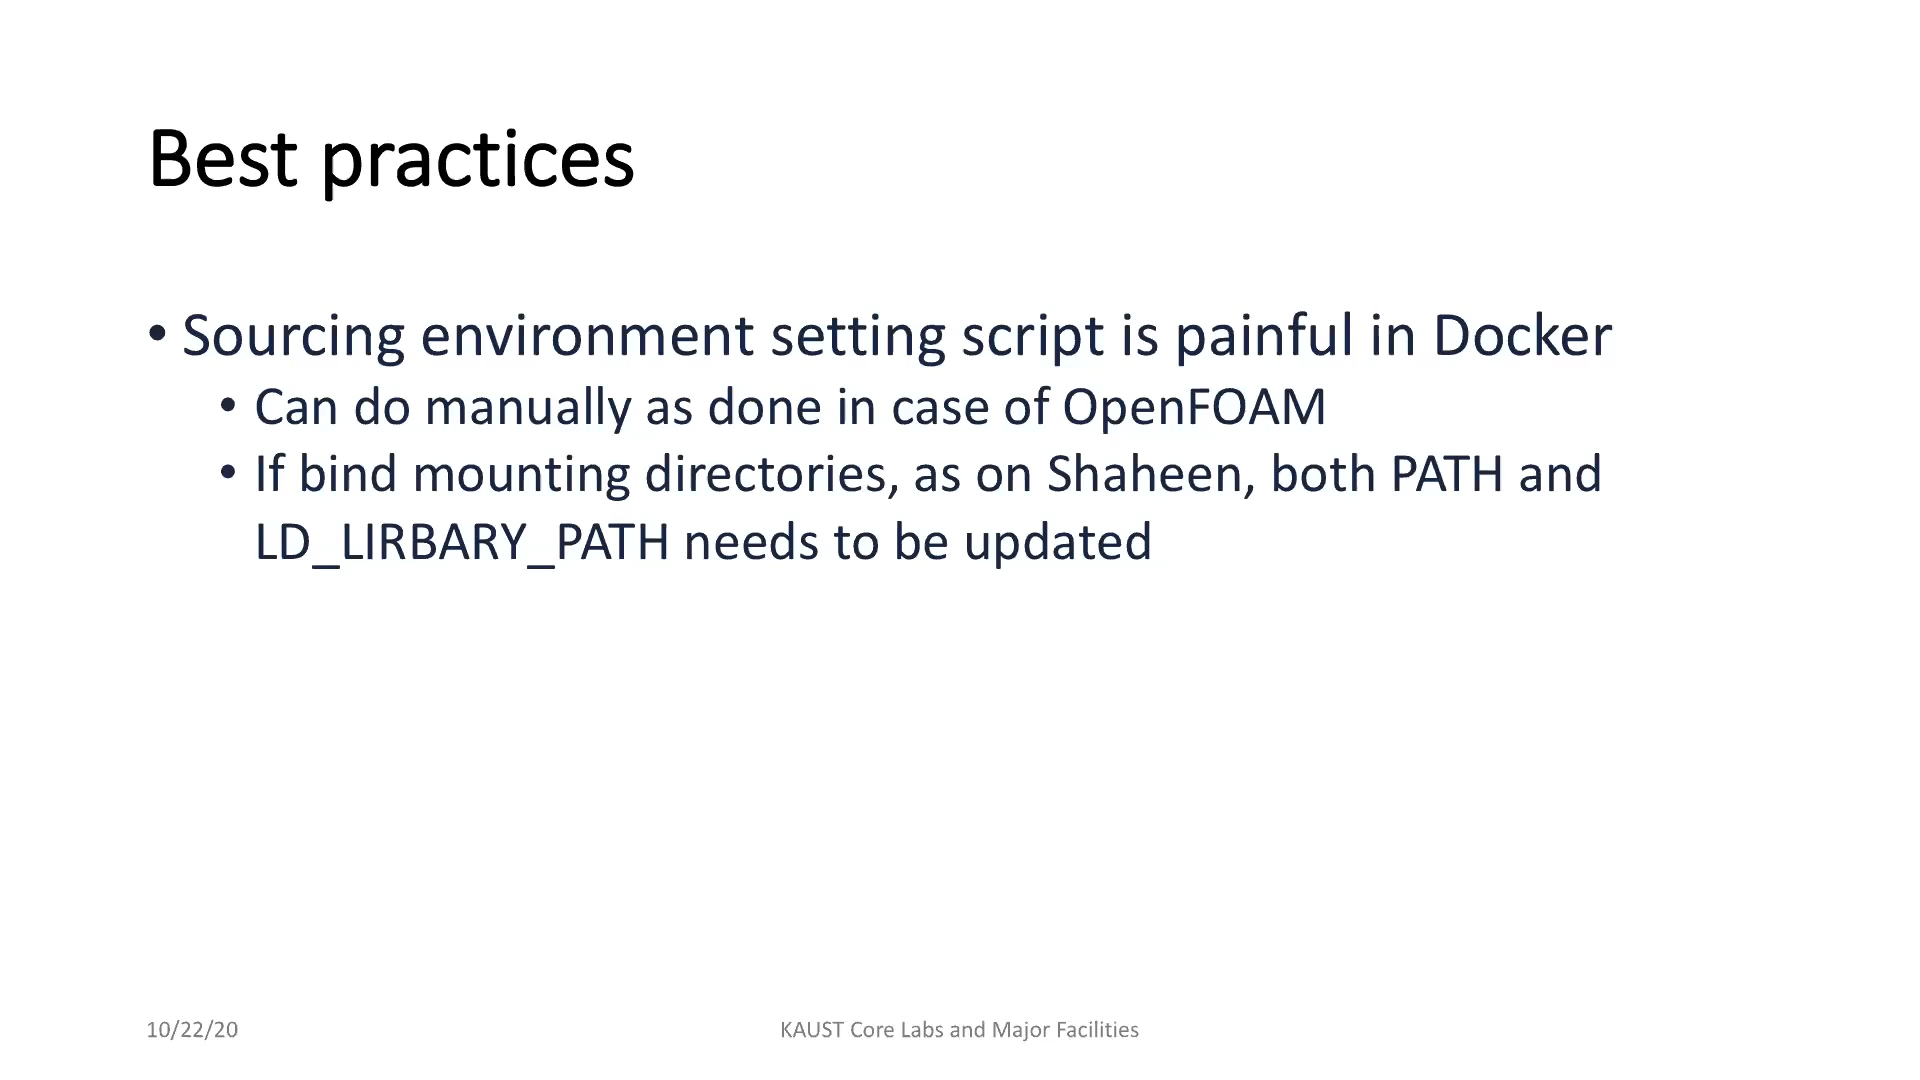 Best practices
• Sourcing environment setting script is painful in Docker
• Can do manually as done in case of OpenFOAM
• If bind mounting directories, as on Shaheen, both PATH and
LD_LIRBARY_PATH needs to be updated
10/22/20
KAUST Core Labs and Major Facilities